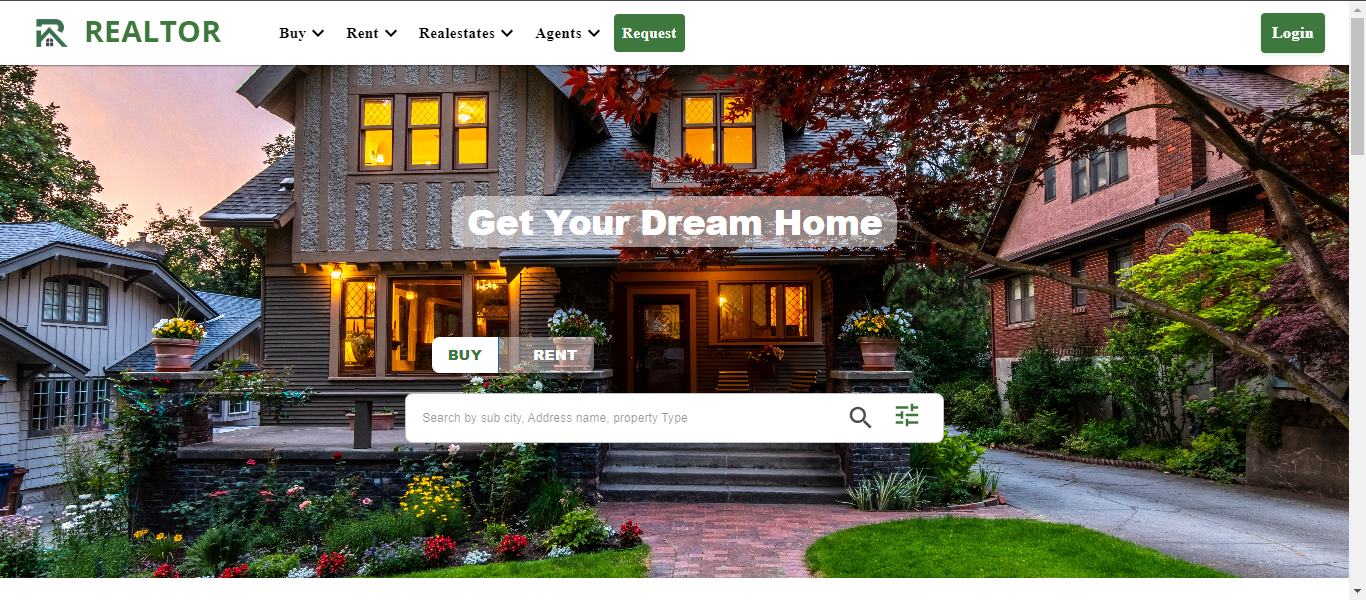 REALTOR
Buy Rent Realestates Agents Request Login
Get Your Dream Home
BUY RENT
Search by sub city, Address name, property Type